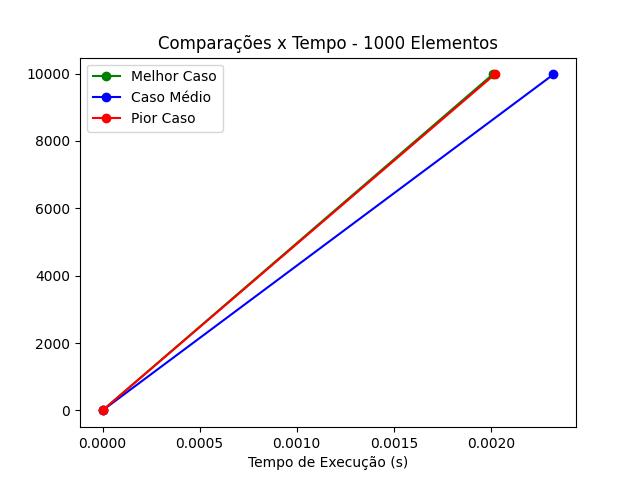 Comparações x Tempo - 1000 Elementos
Melhor Caso
Caso Médio
Pior Caso
10000
8000
6000
4000
2000
0
0.0000 0.0005 0.0010 0.0015 0.0020
Tempo de Execução (s)